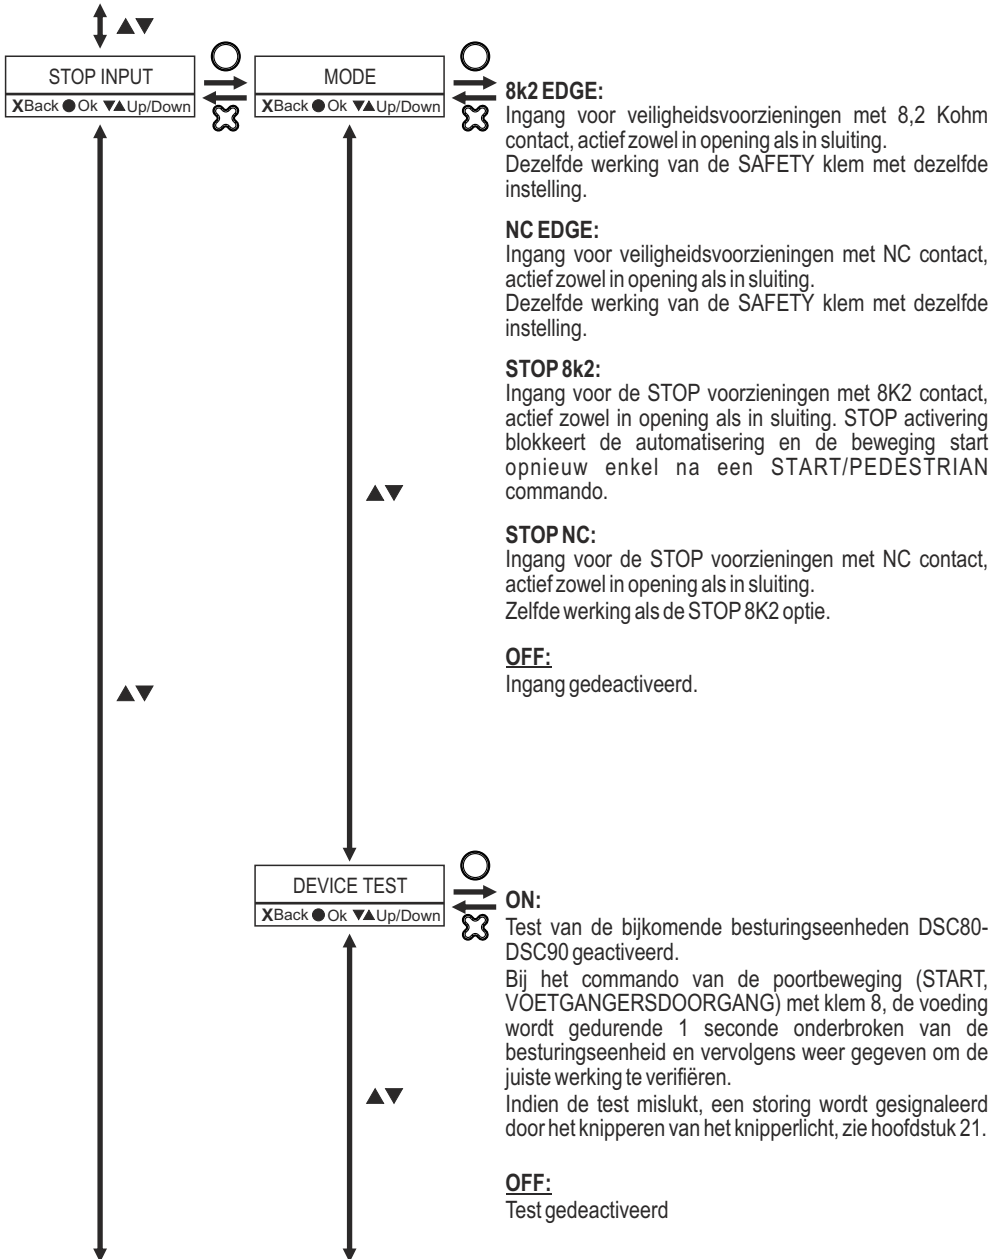 ▲▼
STOP INPUT
XBack ● Ok ▼▲Up/Down
MODE
XBack ● Ok ▼▲Up/Down
8k2 EDGE:
Ingang voor veiligheidsvoorzieningen met 8,2 Kohm
contact, actief zowel in opening als in sluiting.
Dezelfde werking van de SAFETY klem met dezelfde
instelling.
NC EDGE:
Ingang voor veiligheidsvoorzieningen met NC contact,
actief zowel in opening als in sluiting.
Dezelfde werking van de SAFETY klem met dezelfde
instelling.
STOP 8k2:
Ingang voor de STOP voorzieningen met 8K2 contact,
actief zowel in opening als in sluiting. STOP activering
blokkeert de automatisering en de beweging start
opnieuw enkel na een START/PEDESTRIAN
commando.
▲▼
STOP NC:
Ingang voor de STOP voorzieningen met NC contact,
actief zowel in opening als in sluiting.
Zelfde werking als de STOP 8K2 optie.
OFF:
Ingang gedeactiveerd.
▲▼
DEVICE TEST
XBack ● Ok ▼▲Up/Down
ON:
Test van de bijkomende besturingseenheden DSC80-
DSC90 geactiveerd.
Bij het commando van de poortbeweging (START,
VOETGANGERSDOORGANG) met klem 8, de voeding
wordt gedurende 1 seconde onderbroken van de
besturingseenheid en vervolgens weer gegeven om de
juiste werking te verifiëren.
Indien de test mislukt, een storing wordt gesignaleerd
door het knipperen van het knipperlicht, zie hoofdstuk 21.
▲▼
OFF:
Test gedeactiveerd